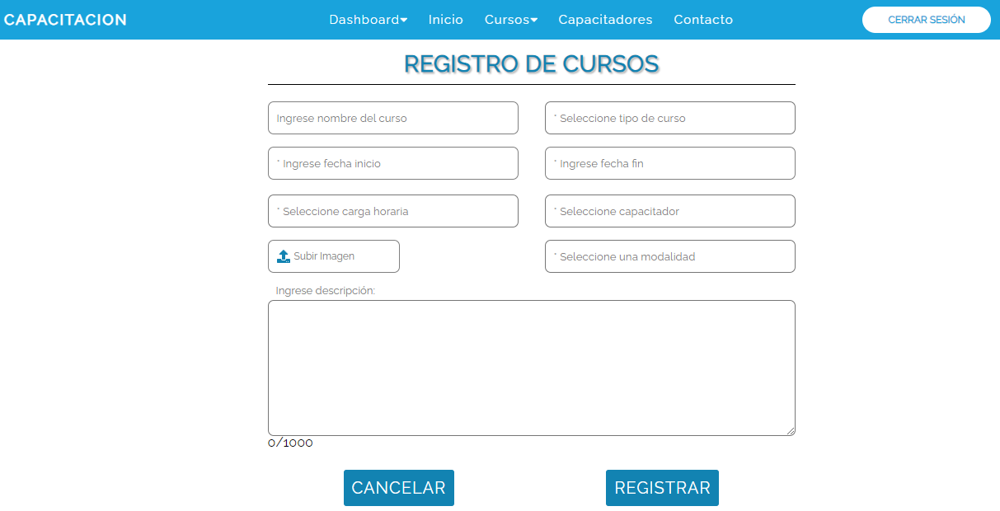 CAPACITACION Dashboard Inicio Cursos Capacitadores Contacto CERRAR SESIÓN
REGISTRO DE CURSOS
Ingrese nombre del curso * Seleccione tipo de curso
* Ingrese fecha inicio * Ingrese fecha fin
* Seleccione carga horaria * Seleccione capacitador
Subir Imagen * Seleccione una modalidad
Ingrese descripción:
0/1000
CANCELAR REGISTRAR